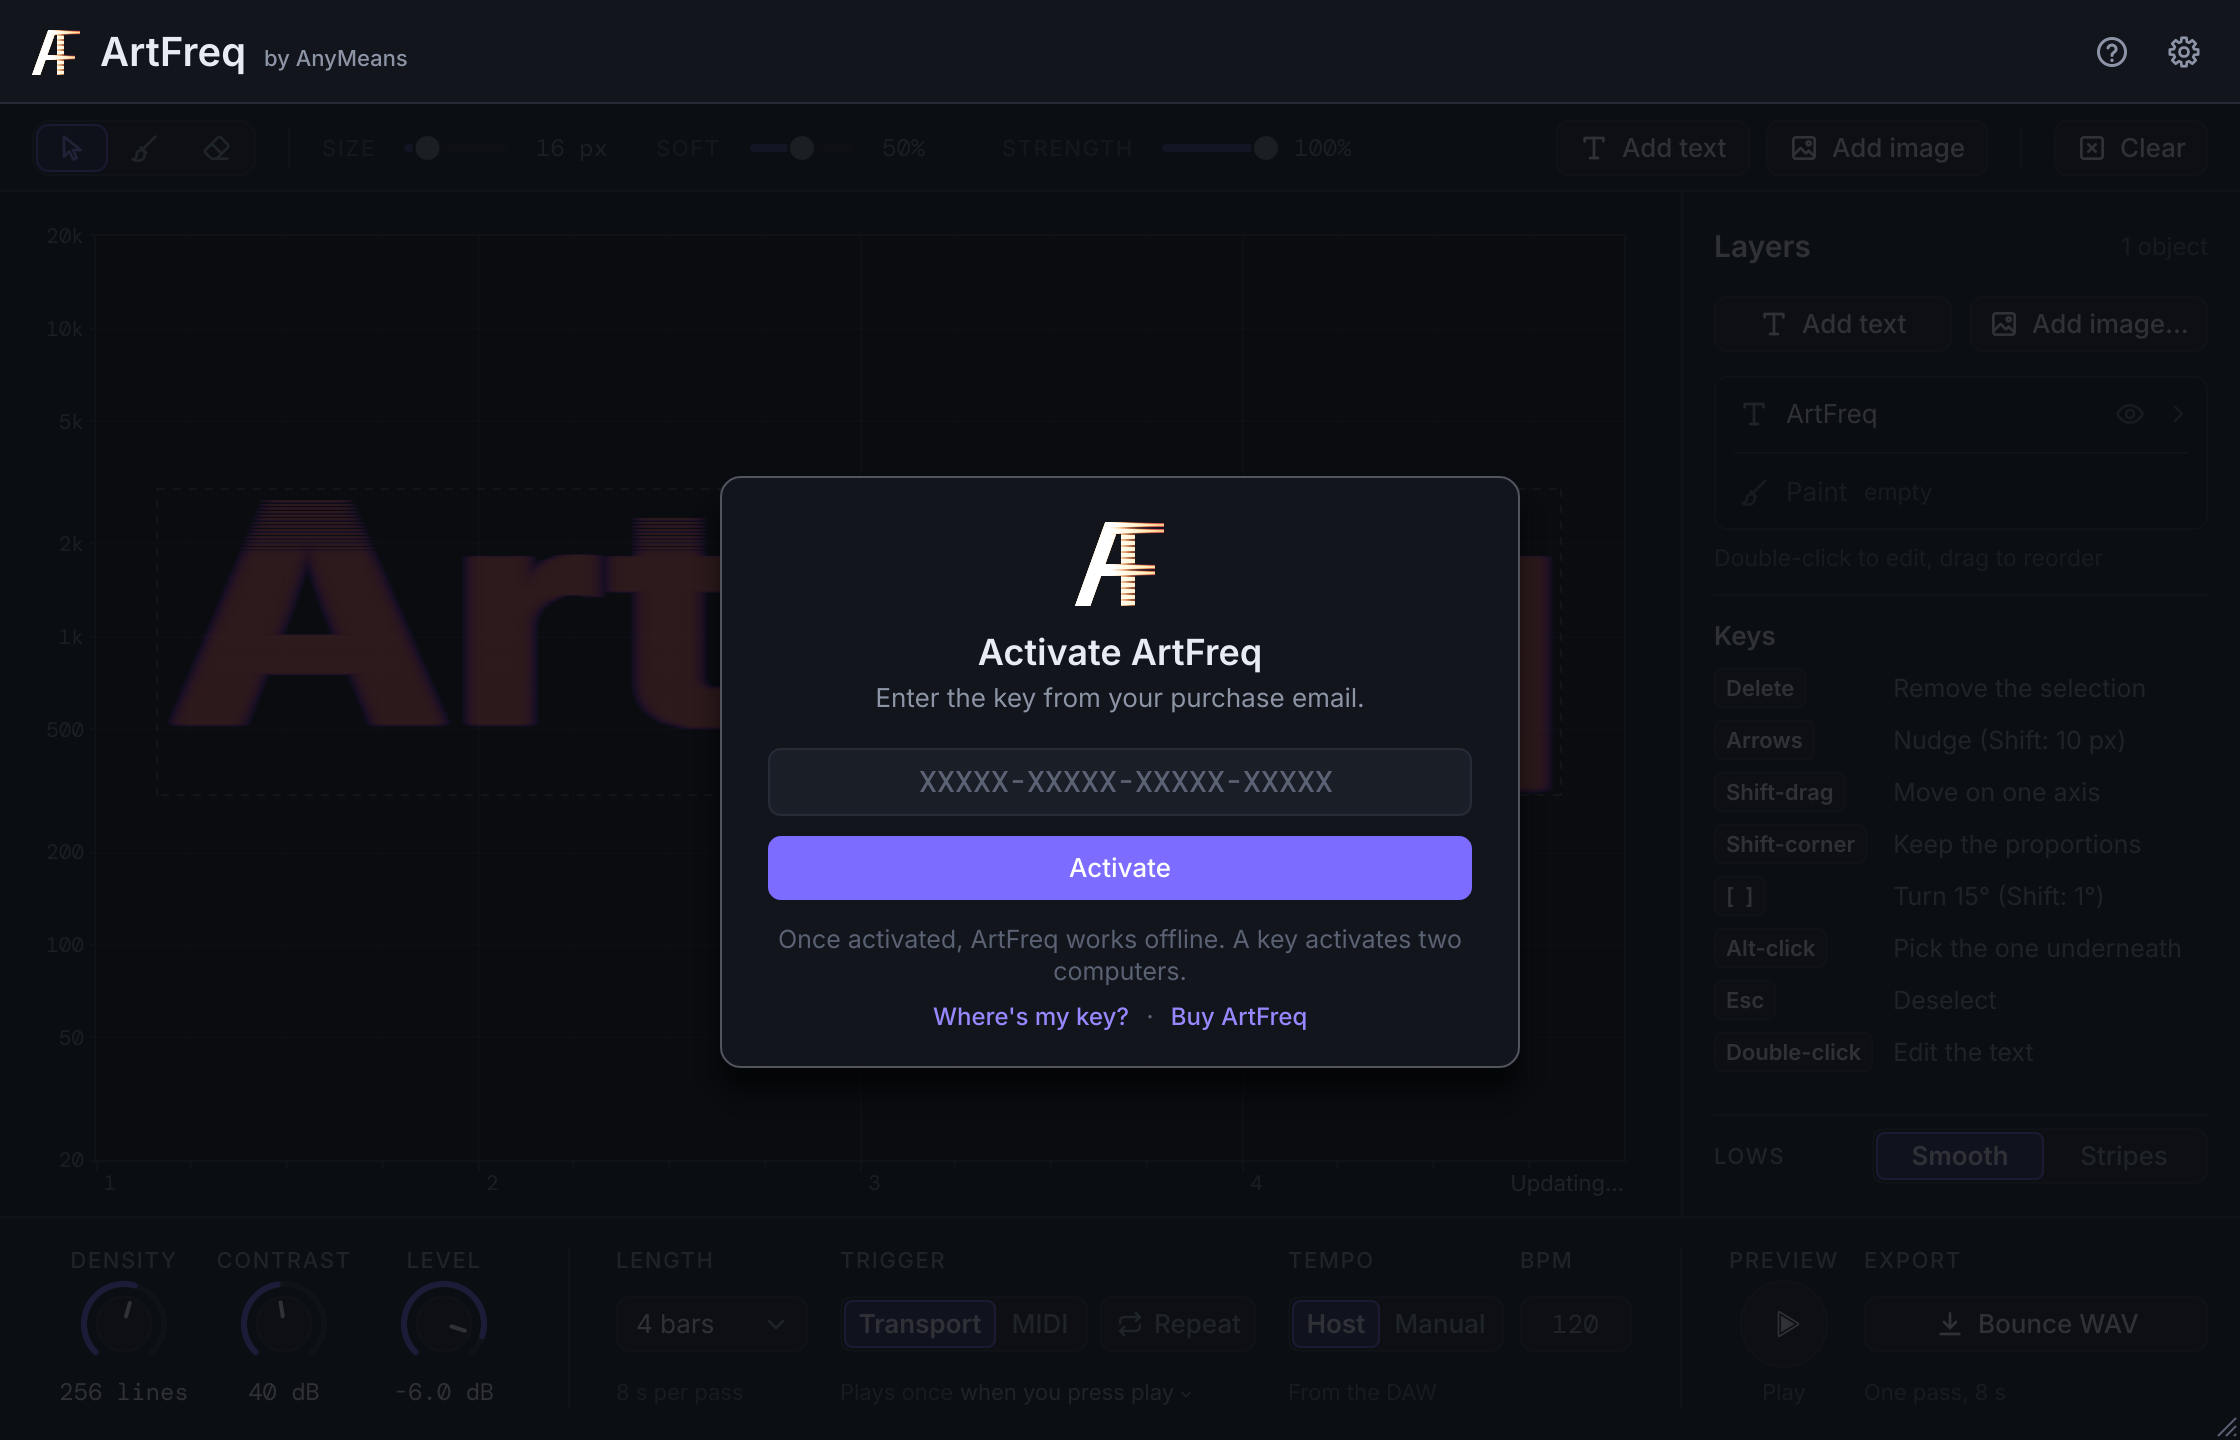 ArtFreq by AnyMeans
SIZE 16 px SOFT 50% STRENGTH 100% Add text Add image Clear
20k
10k
5k
2k
1k
500
200
100
50
20
1 2 3 4 Updating...
Art
Activate ArtFreq
Enter the key from your purchase email.
XXXXX-XXXXX-XXXXX-XXXXX
Activate
Once activated, ArtFreq works offline. A key activates two
computers.
Where's my key? · Buy ArtFreq
Layers 1 object
Add text Add image...
ArtFreq
Paint empty
Double-click to edit, drag to reorder
Keys
Delete Remove the selection
Arrows Nudge (Shift: 10 px)
Shift-drag Move on one axis
Shift-corner Keep the proportions
[ ] Turn 15° (Shift: 1°)
Alt-click Pick the one underneath
Esc Deselect
Double-click Edit the text
LOWS Smooth Stripes
DENSITY CONTRAST LEVEL LENGTH TRIGGER TEMPO BPM PREVIEW EXPORT
4 bars Transport MIDI Repeat Host Manual 120 Bounce WAV
256 lines 40 dB -6.0 dB 8 s per pass Plays once when you press play From the DAW Play One pass, 8 s